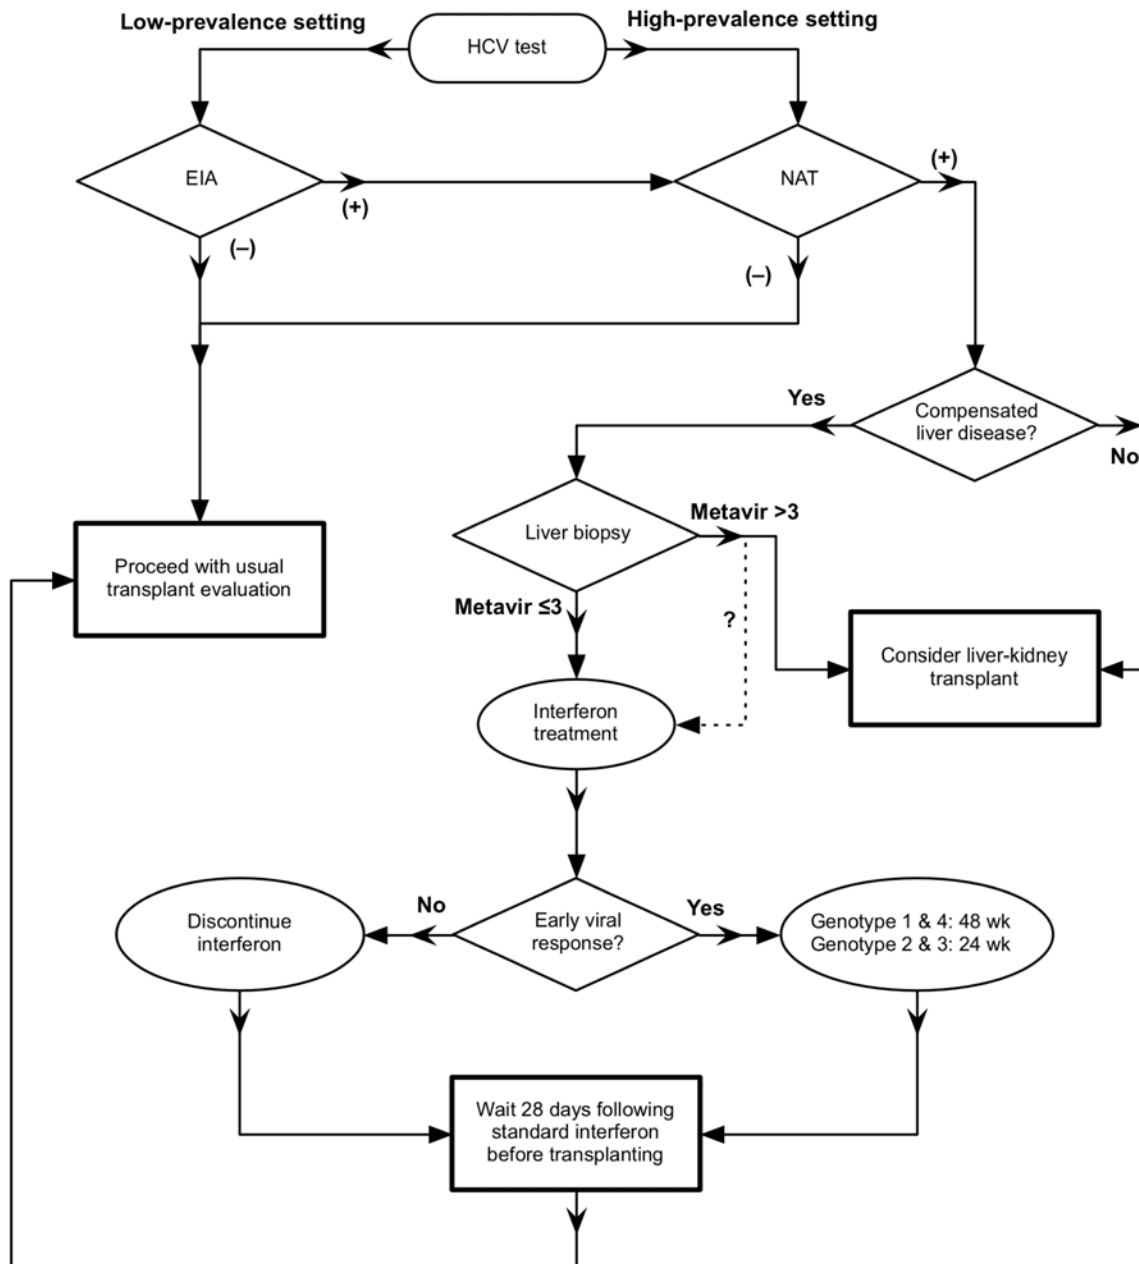 Low-prevalence setting
High-prevalence setting
HCV test
EIA
NAT
(+)
(+)
(–)
(–)
Yes
Compensated
liver disease?
No
Liver biopsy
Metavir >3
Proceed with usual
transplant evaluation
Metavir ≤3
?
Consider liver-kidney
transplant
Interferon
treatment
No
Yes
Discontinue
interferon
Early viral
response?
Genotype 1 & 4: 48 wk
Genotype 2 & 3: 24 wk
Wait 28 days following
standard interferon
before transplanting